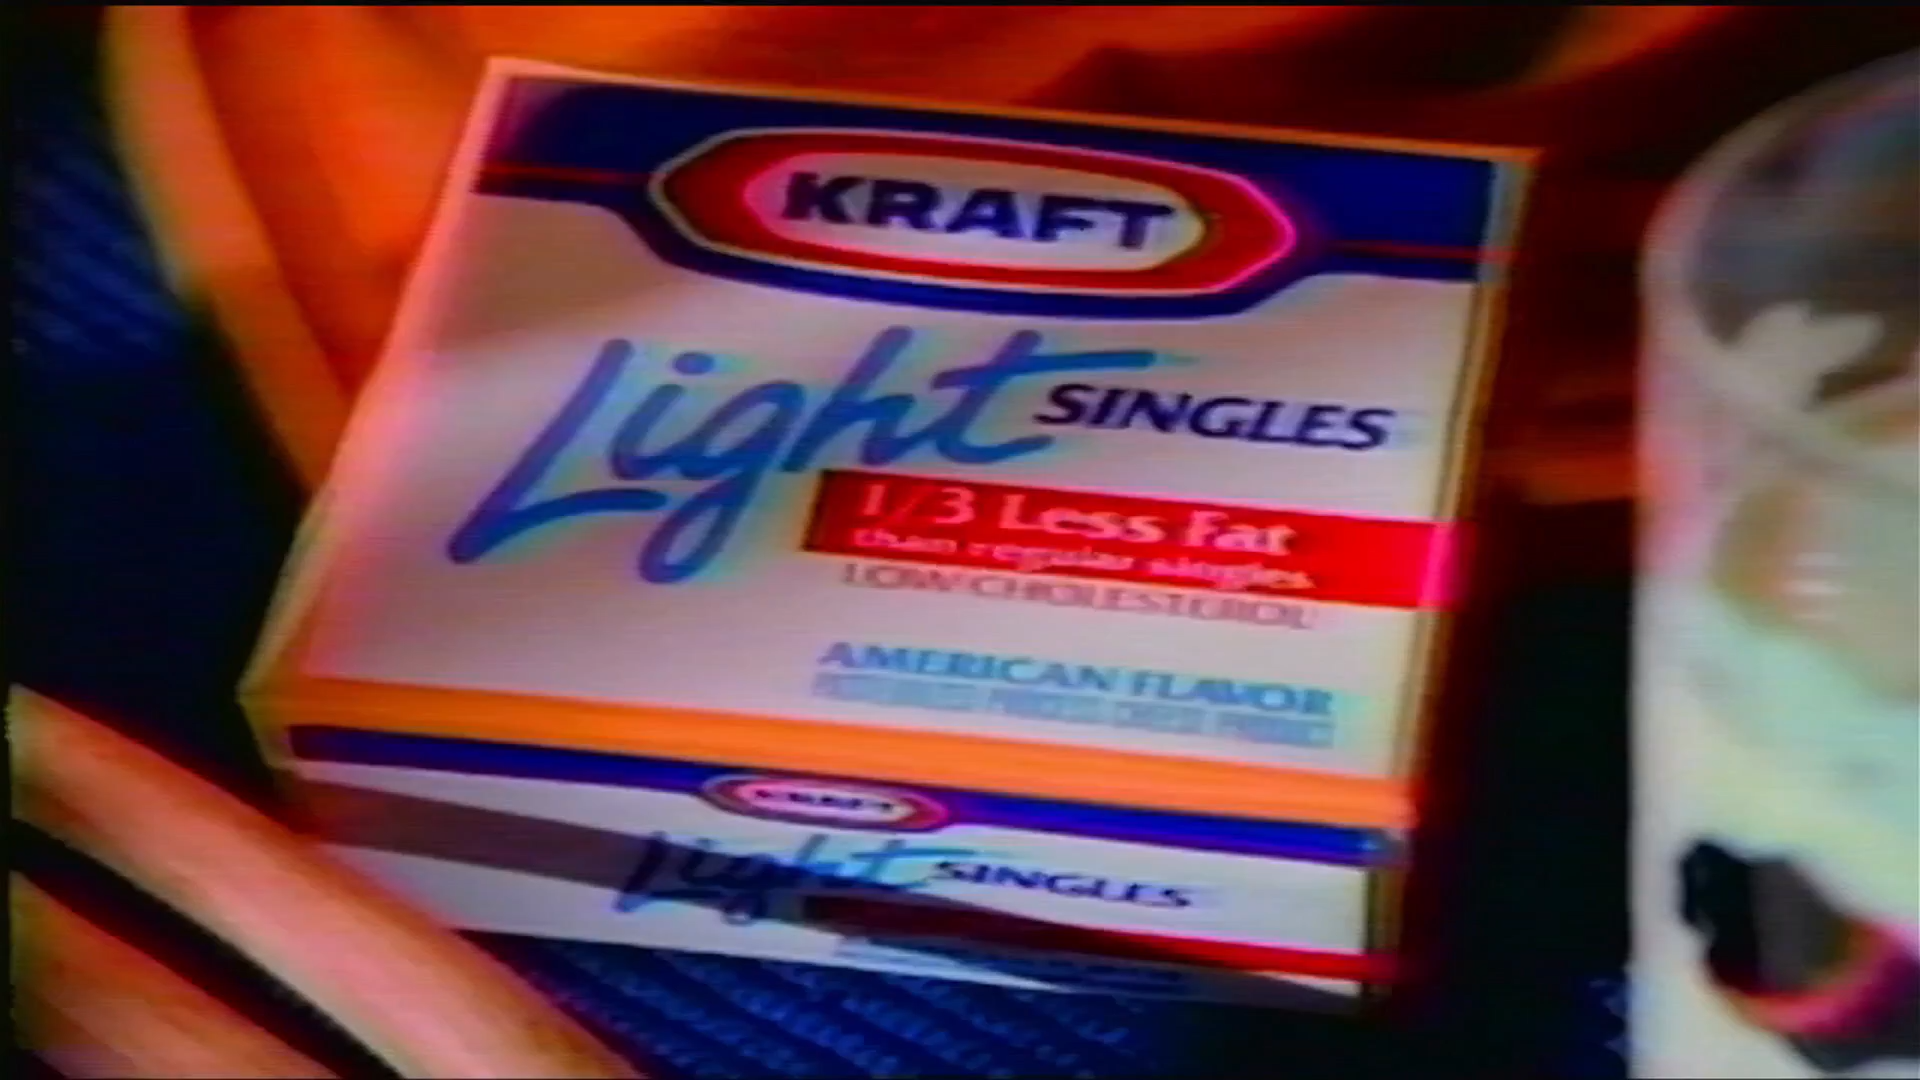 KRAFT
Light SINGLES
1/3 Less Fat
than regular singles
LOW CHOLESTEROL
AMERICAN FLAVOR
KRAFT
Light SINGLES